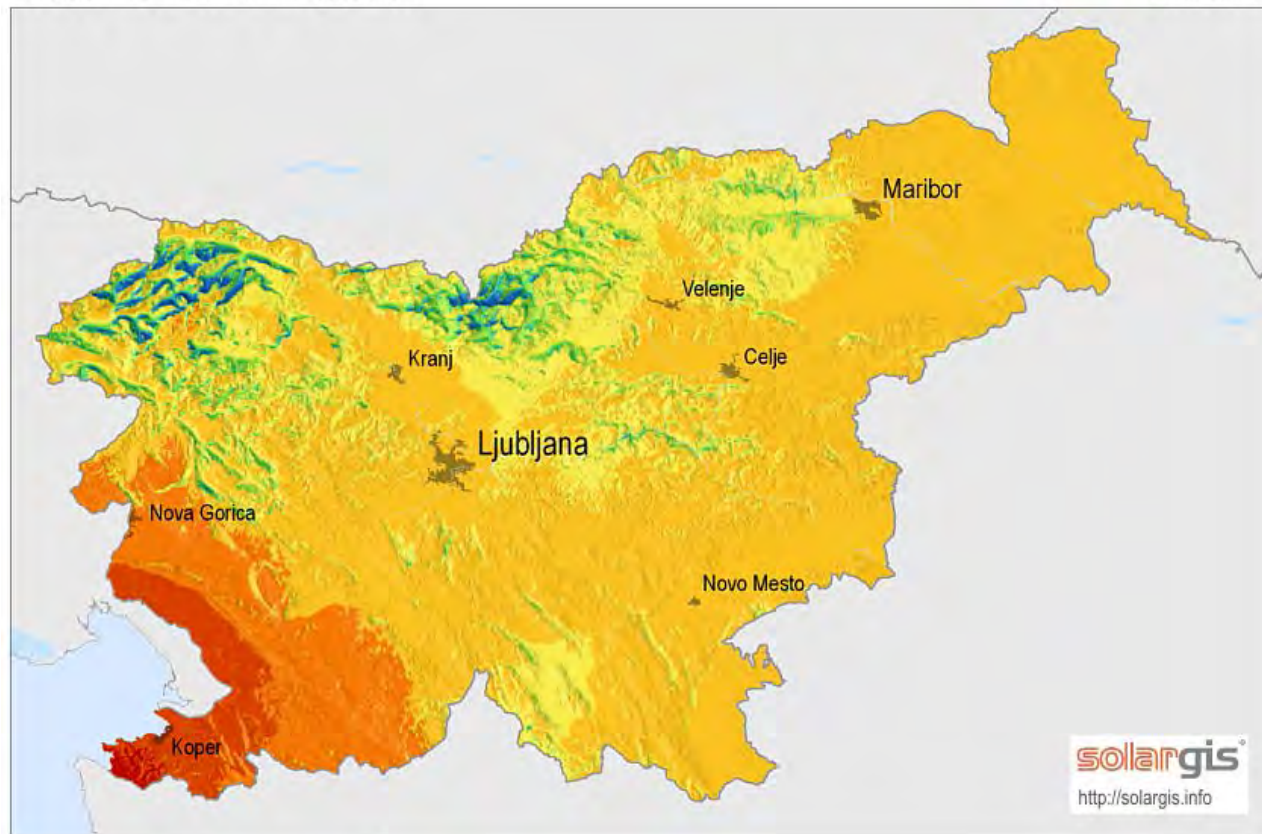 Maribor
Velenje
Kranj
Celje
Ljubljana
Nova Gorica
Novo Mesto
Koper
solargis
http://solargis.info